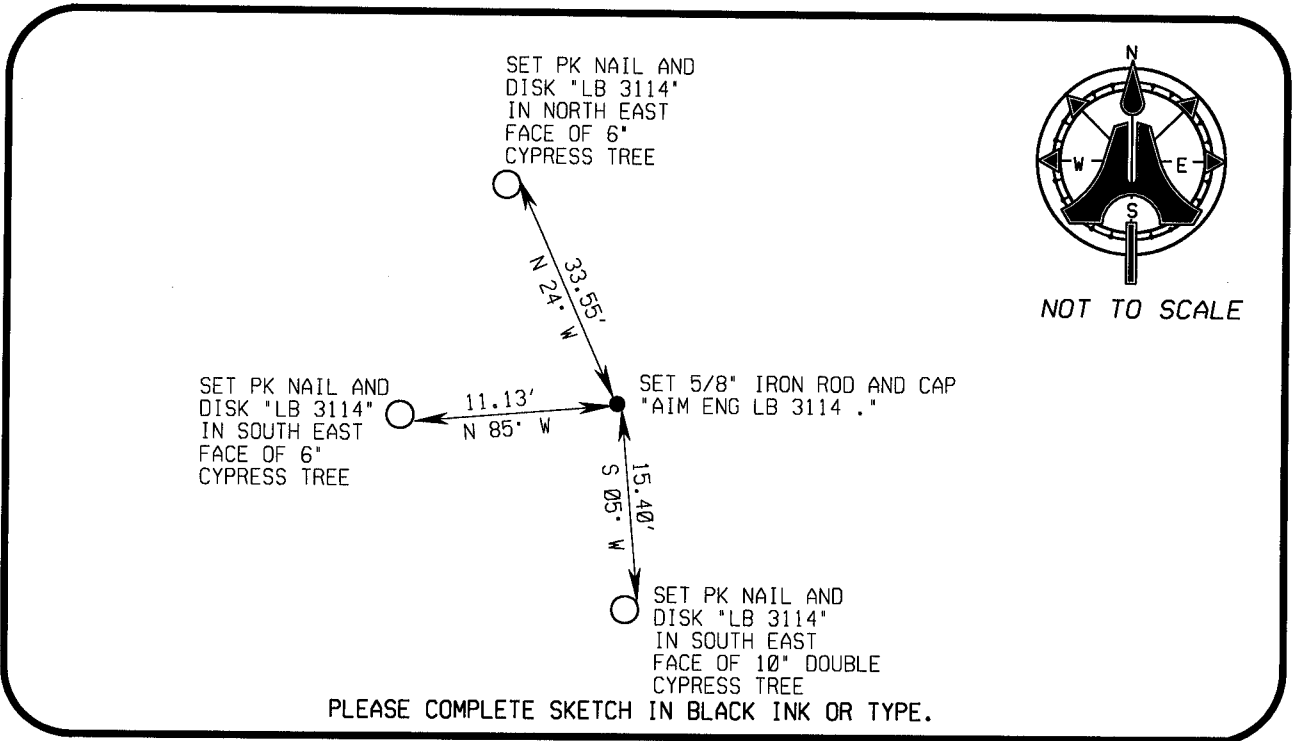 SET PK NAIL AND
DISK "LB 3114"
IN NORTH EAST
FACE OF 6"
CYPRESS TREE
N
W
E
S
NOT TO SCALE
33.55'
N 24° W
SET PK NAIL AND
DISK "LB 3114"
IN SOUTH EAST
FACE OF 6"
CYPRESS TREE
11.13'
N 85° W
SET 5/8" IRON ROD AND CAP
"AIM ENG LB 3114 ."
15.40'
S 05° W
SET PK NAIL AND
DISK "LB 3114"
IN SOUTH EAST
FACE OF 10" DOUBLE
CYPRESS TREE
PLEASE COMPLETE SKETCH IN BLACK INK OR TYPE.